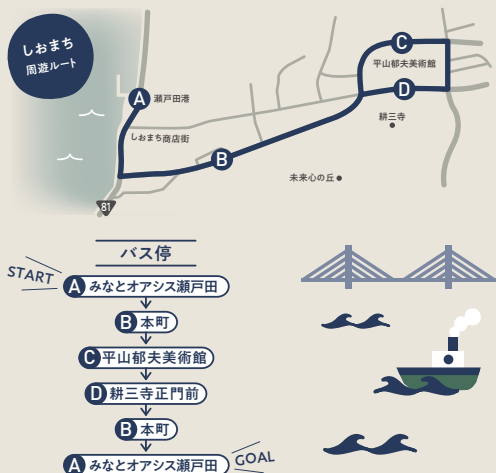 しおまち
周遊ルート
C
平山郁夫美術館
A
瀬戸田港
D
耕三寺
しおまち商店街
B
未来心の丘
81
バス停
START
A みなとオアシス瀬戸田
B 本町
C 平山郁夫美術館
D 耕三寺正門前
B 本町
A みなとオアシス瀬戸田
GOAL